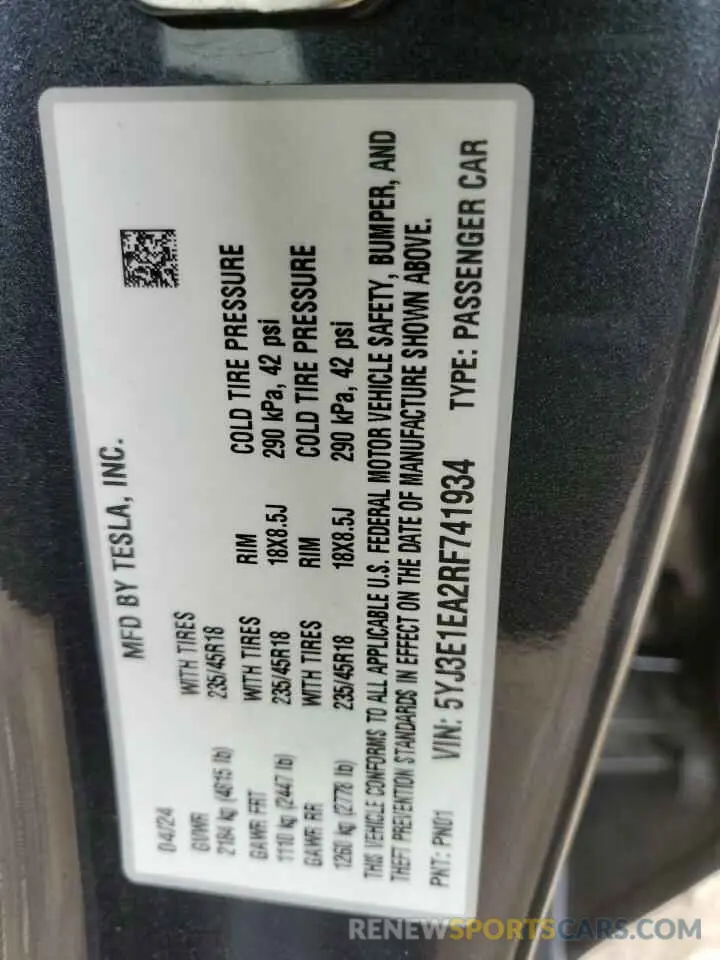 MFD BY TESLA, INC.
04/24
GVWR WITH TIRES
2184 kg (4815 lb) 235/45R18
GAWR FRT WITH TIRES RIM COLD TIRE PRESSURE
1110 kg (2447 lb) 235/45R18 18X8.5J 290 kPa, 42 psi
GAWR RR WITH TIRES RIM COLD TIRE PRESSURE
1260 kg (2778 lb) 235/45R18 18X8.5J 290 kPa, 42 psi
THIS VEHICLE CONFORMS TO ALL APPLICABLE U.S. FEDERAL MOTOR VEHICLE SAFETY, BUMPER, AND
THEFT PREVENTION STANDARDS IN EFFECT ON THE DATE OF MANUFACTURE SHOWN ABOVE.
PNT: PN01 VIN: 5YJ3E1EA2RF741934 TYPE: PASSENGER CAR
RENEWSPORTSCARS.COM